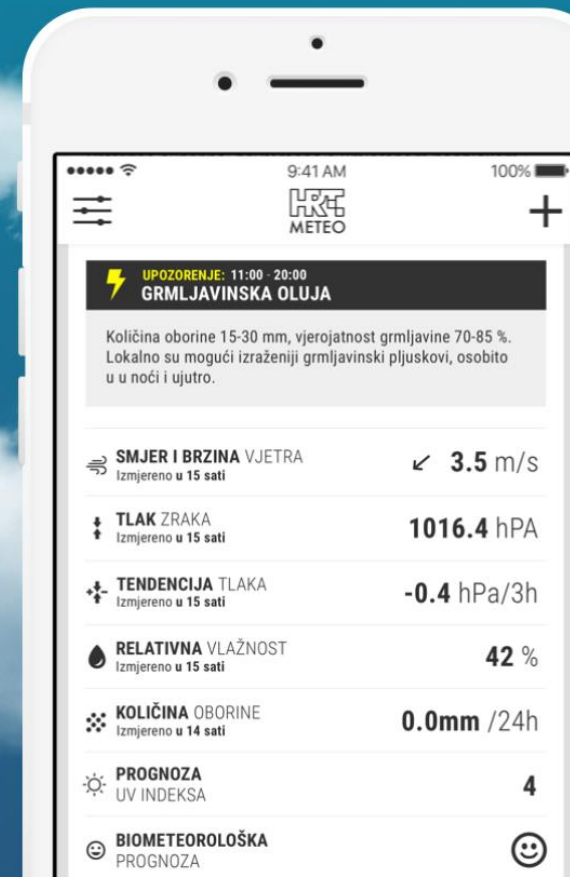 9:41 AM
100%
HRT
METEO
UPOZORENJE: 11:00 - 20:00
GRMLJAVINSKA OLUJA
Količina oborine 15-30 mm, vjerojatnost grmljavine 70-85 %.
Lokalno su mogući izraženiji grmljavinski pljuskovi, osobito
u u noći i ujutro.
SMJER I BRZINA VJETRA
Izmjereno u 15 sati
↙ 3.5 m/s
TLAK ZRAKA
Izmjereno u 15 sati
1016.4 hPA
TENDENCIJA TLAKA
Izmjereno u 15 sati
-0.4 hPa/3h
RELATIVNA VLAŽNOST
Izmjereno u 15 sati
42 %
KOLIČINA OBORINE
Izmjereno u 14 sati
0.0mm /24h
PROGNOZA
UV INDEKSA
4
BIOMETEOROLOŠKA
PROGNOZA